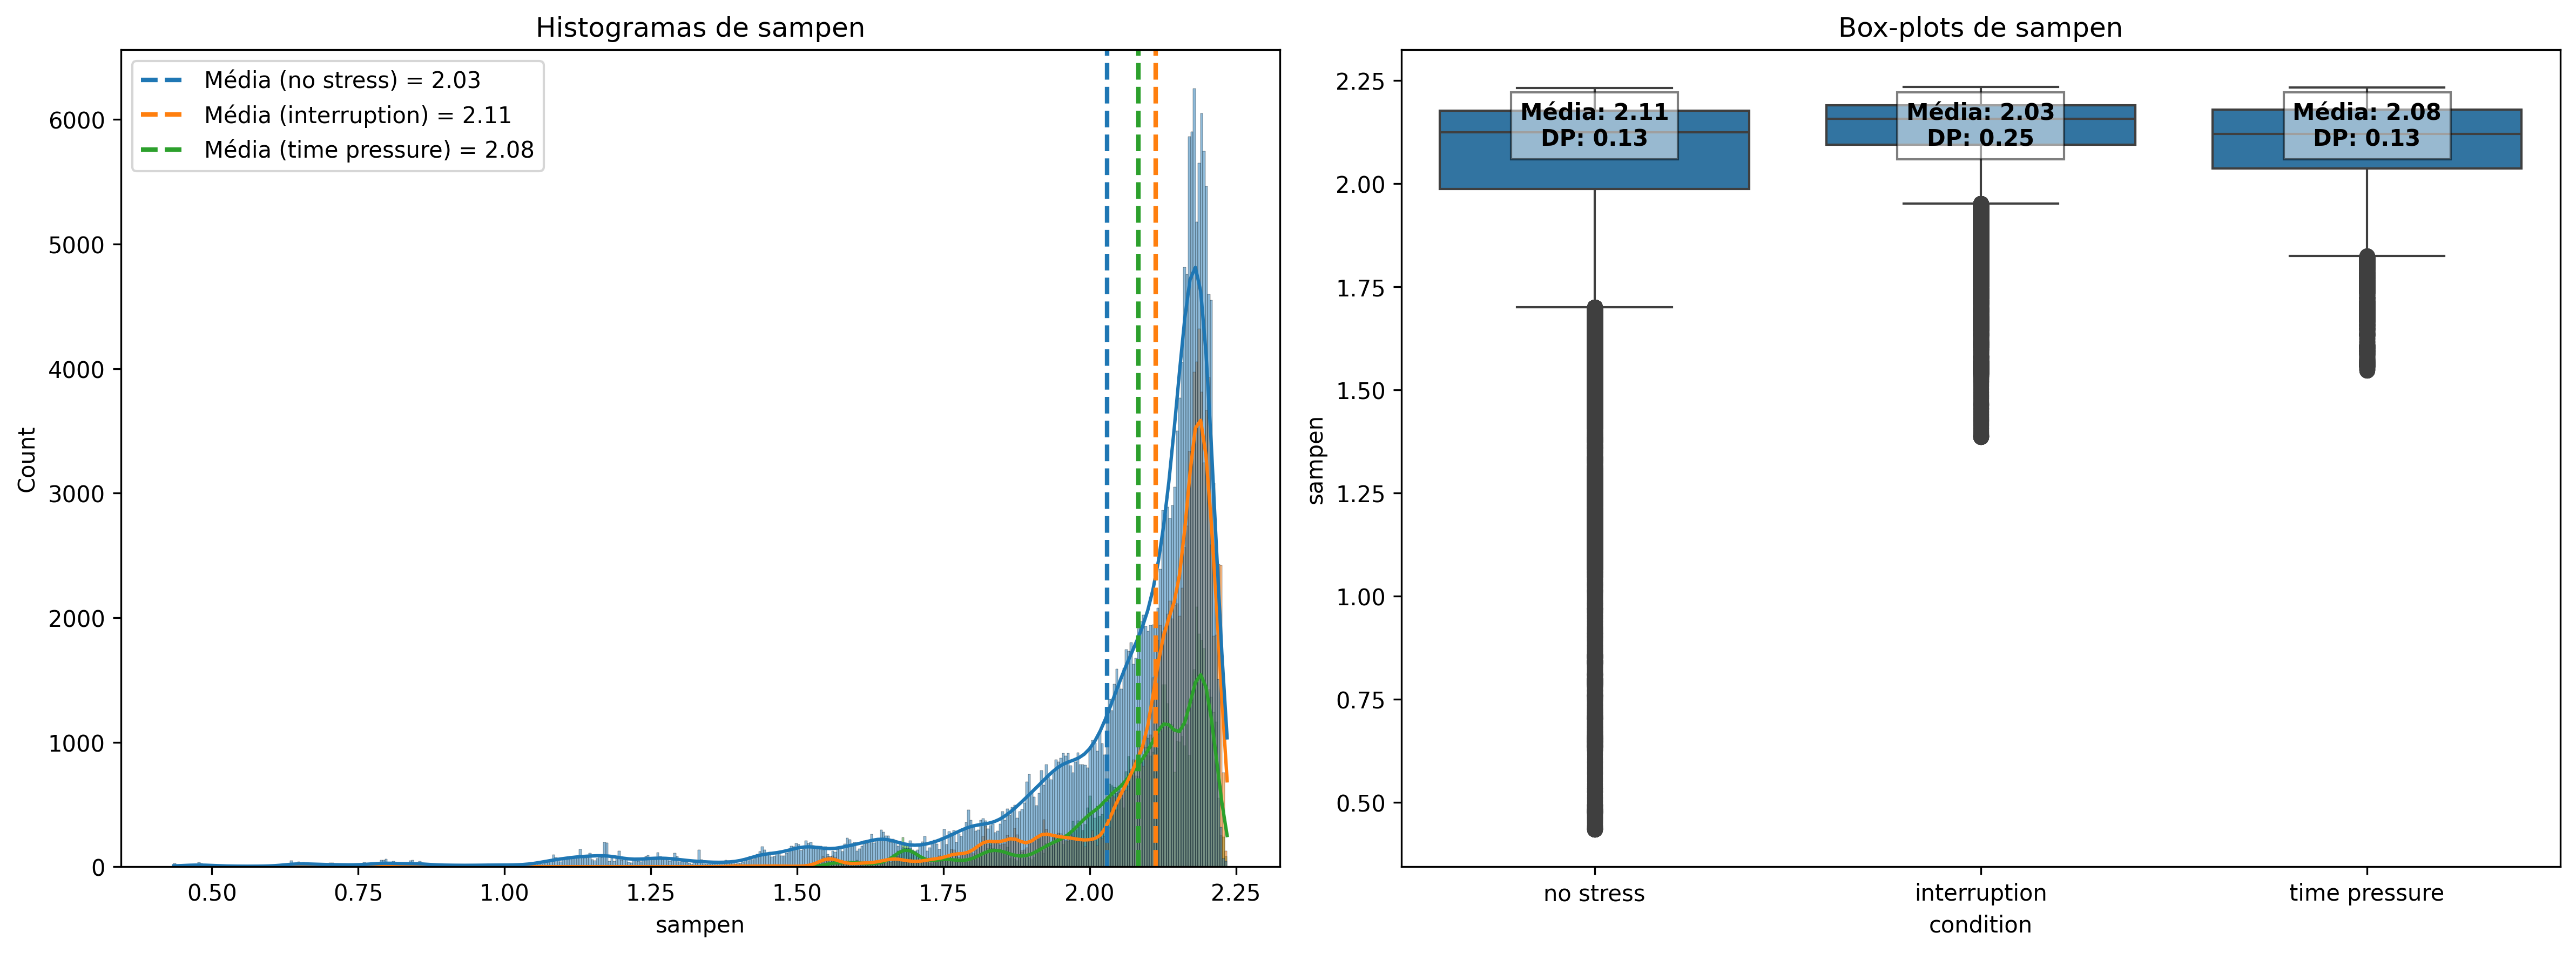 Histogramas de sampen
Média (no stress) = 2.03
Média (interruption) = 2.11
Média (time pressure) = 2.08
Count
6000
5000
4000
3000
2000
1000
0
0.50 0.75 1.00 1.25 1.50 1.75 2.00 2.25
sampen
Box-plots de sampen
Média: 2.11
DP: 0.13
Média: 2.03
DP: 0.25
Média: 2.08
DP: 0.13
sampen
2.25
2.00
1.75
1.50
1.25
1.00
0.75
0.50
no stress interruption time pressure
condition